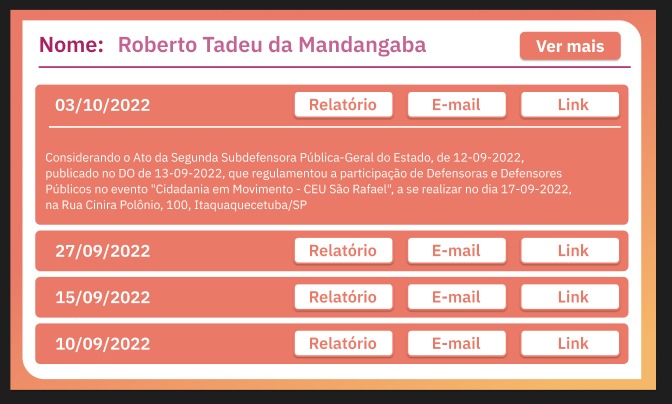 Nome: Roberto Tadeu da Mandangaba Ver mais
03/10/2022 Relatório E-mail Link
Considerando o Ato da Segunda Subdefensora Pública-Geral do Estado, de 12-09-2022,
publicado no DO de 13-09-2022, que regulamentou a participação de Defensoras e Defensores
Públicos no evento "Cidadania em Movimento - CEU São Rafael", a se realizar no dia 17-09-2022,
na Rua Cinira Polônio, 100, Itaquaquecetuba/SP
27/09/2022 Relatório E-mail Link
15/09/2022 Relatório E-mail Link
10/09/2022 Relatório E-mail Link